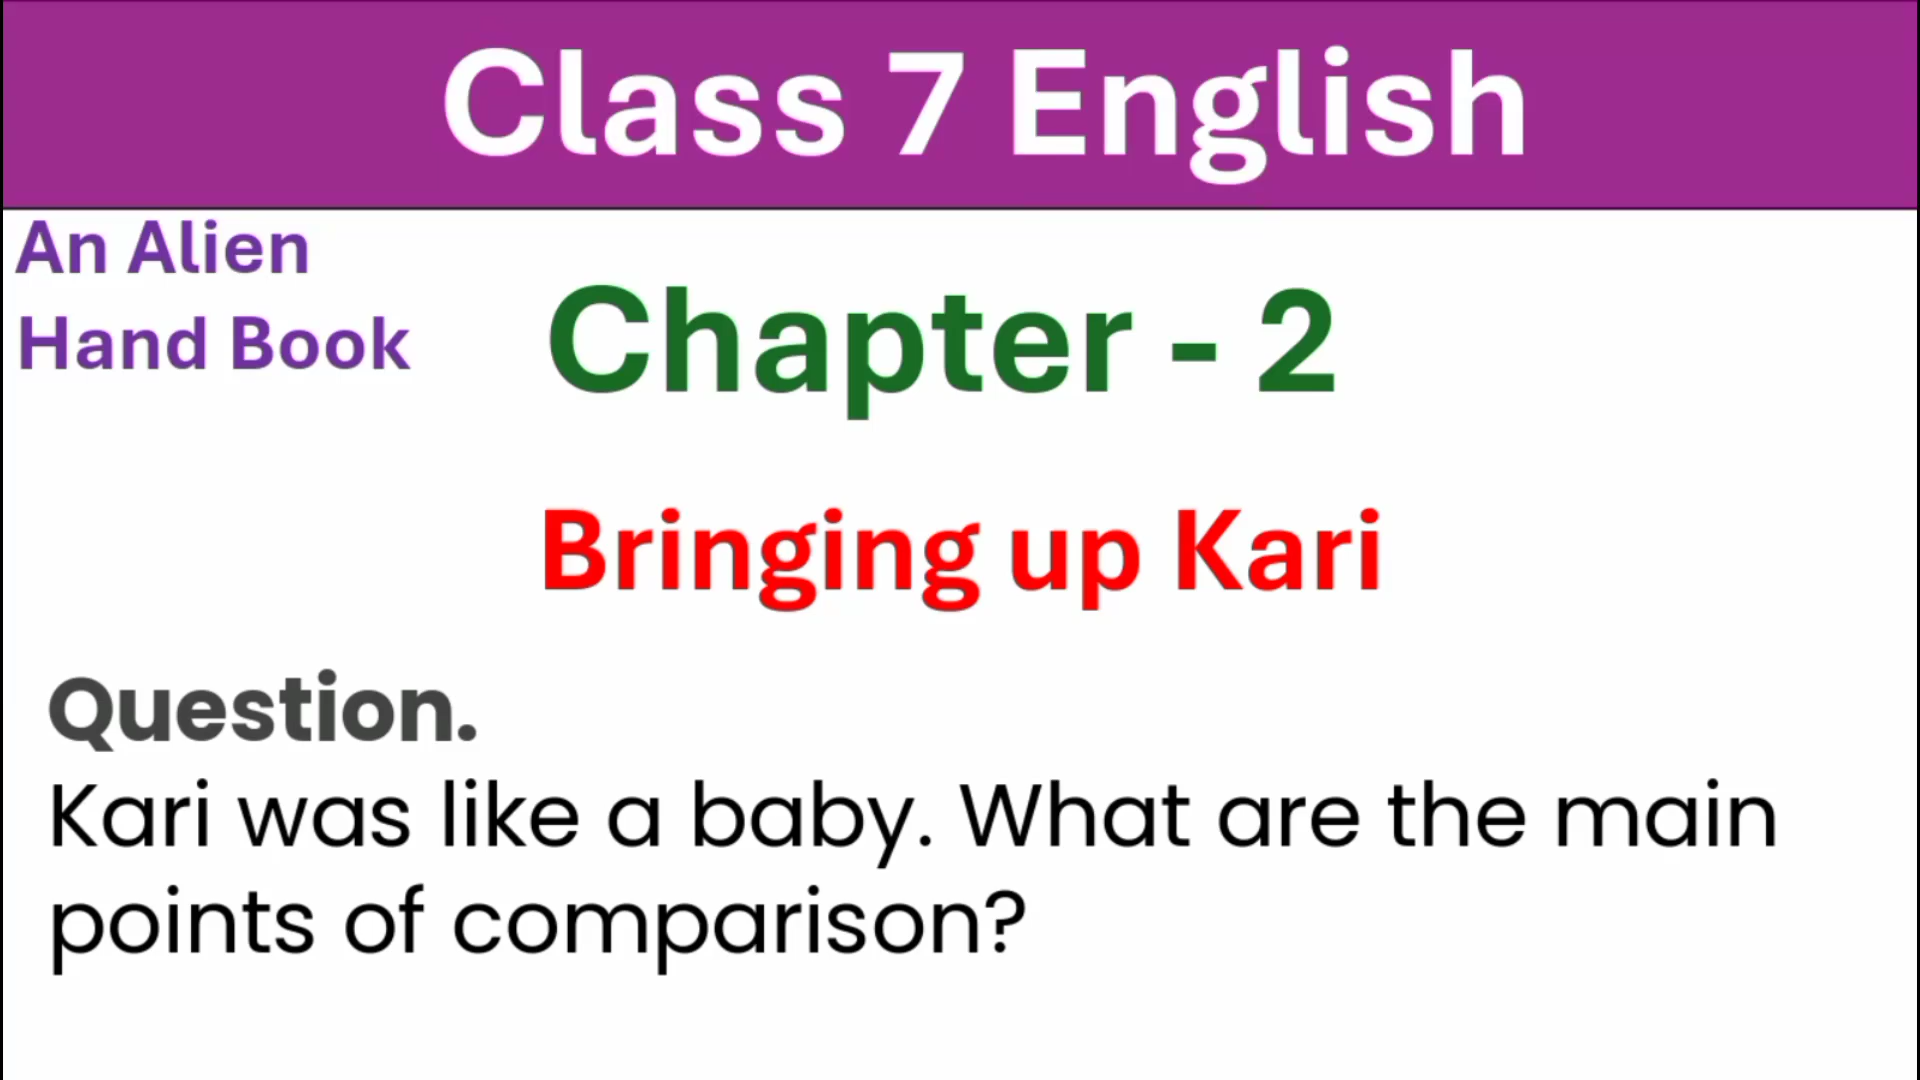 Class 7 English
An Alien
Hand Book
Chapter - 2
Bringing up Kari
Question.
Kari was like a baby. What are the main
points of comparison?